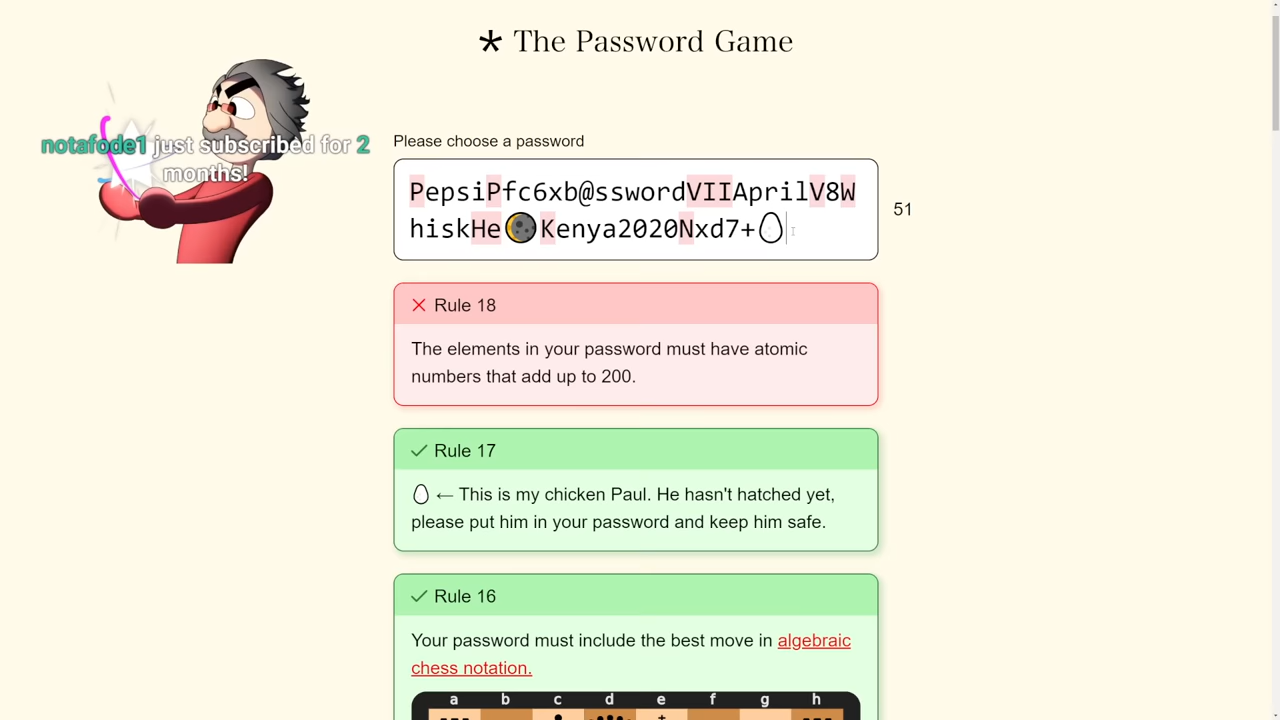 * The Password Game
notafode1 just subscribed for 2
months!
Please choose a password
PepsiPfc6xb@sswordVIIAprilV8W
hiskHe🌘Kenya2020Nxd7+🥚
51
Rule 18
The elements in your password must have atomic
numbers that add up to 200.
Rule 17
🥚 ← This is my chicken Paul. He hasn't hatched yet,
please put him in your password and keep him safe.
Rule 16
Your password must include the best move in algebraic
chess notation.
a b c d e f g h